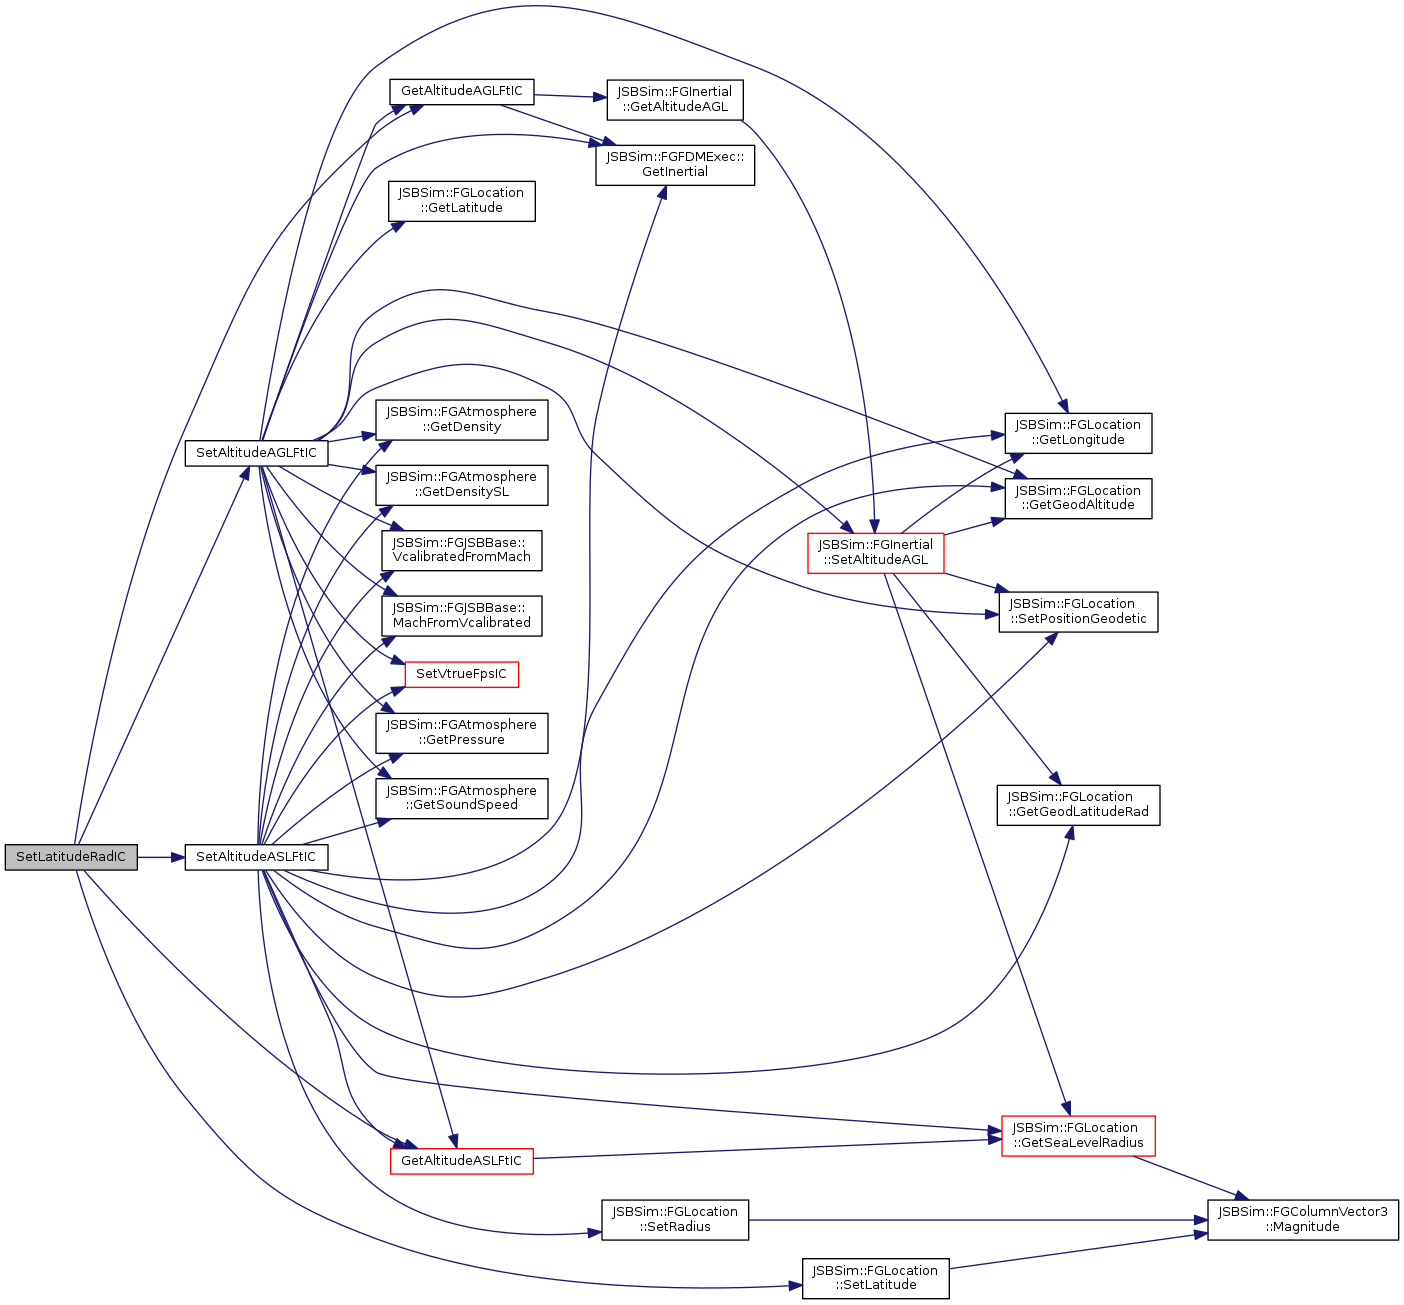 GetAltitudeAGLFtIC
JSBSim::FGInertial
::GetAltitudeAGL
JSBSim::FGFDMExec::
GetInertial
JSBSim::FGLocation
::GetLatitude
JSBSim::FGAtmosphere
::GetDensity
JSBSim::FGLocation
::GetLongitude
SetAltitudeAGLFtIC
JSBSim::FGAtmosphere
::GetDensitySL
JSBSim::FGLocation
::GetGeodAltitude
JSBSim::FGJSBBase::
VcalibratedFromMach
JSBSim::FGInertial
::SetAltitudeAGL
JSBSim::FGJSBBase::
MachFromVcalibrated
JSBSim::FGLocation
::SetPositionGeodetic
SetVtrueFpsIC
JSBSim::FGAtmosphere
::GetPressure
JSBSim::FGAtmosphere
::GetSoundSpeed
JSBSim::FGLocation
::GetGeodLatitudeRad
SetLatitudeRadIC
SetAltitudeASLFtIC
JSBSim::FGLocation
::GetSeaLevelRadius
GetAltitudeASLFtIC
JSBSim::FGLocation
::SetRadius
JSBSim::FGColumnVector3
::Magnitude
JSBSim::FGLocation
::SetLatitude